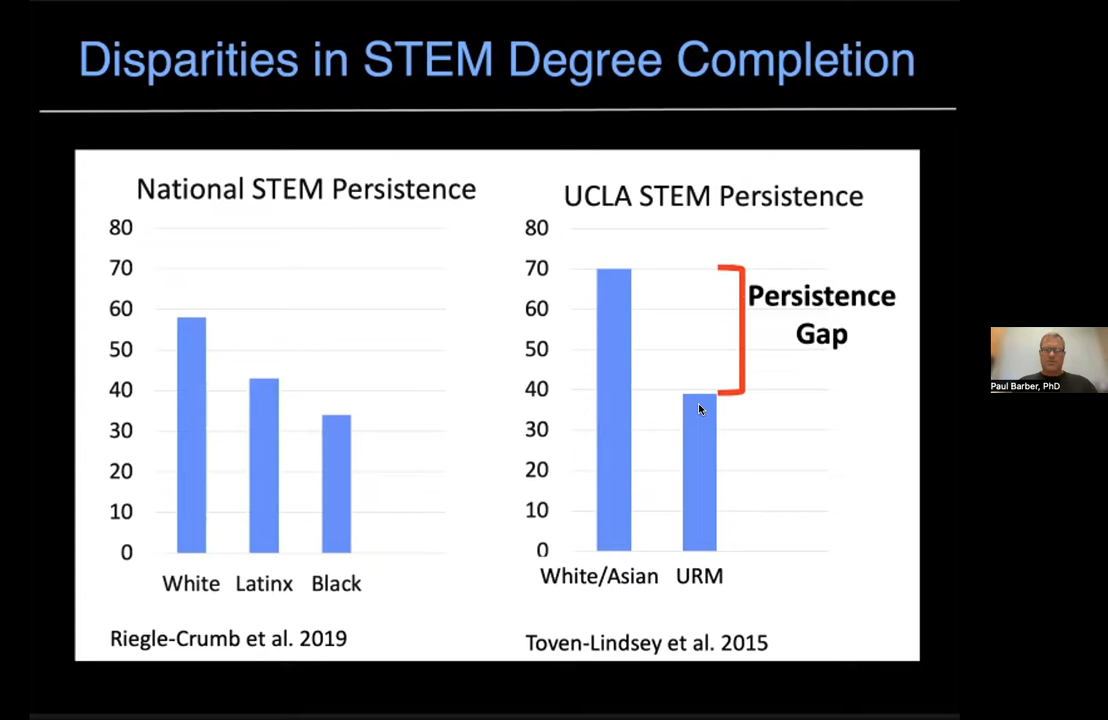 Disparities in STEM Degree Completion
National STEM Persistence
80
70
60
50
40
30
20
10
0
White Latinx Black
Riegle-Crumb et al. 2019
UCLA STEM Persistence
80
70
60
50
40
30
20
10
0
Persistence
Gap
White/Asian URM
Toven-Lindsey et al. 2015
Paul Barber, PhD